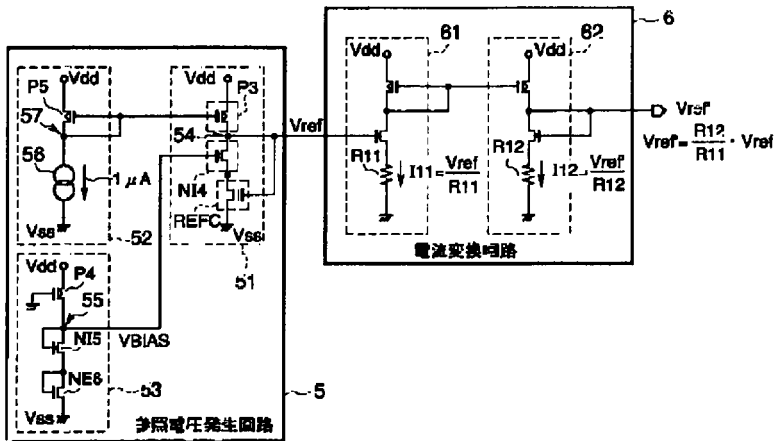 6
61
62
Vdd
Vdd
Vdd
Vdd
P5
P3
57
54
Vref
Vref'
Vref'=R12/R11・Vref
58
1μA
NI4
REFC
R11
I11=Vref/R11
R12
I12=Vref'/R12
Vss
Vss
52
51
電流変換回路
Vdd
P4
55
VBIAS
NI5
NE6
53
Vss
5
参照電圧発生回路